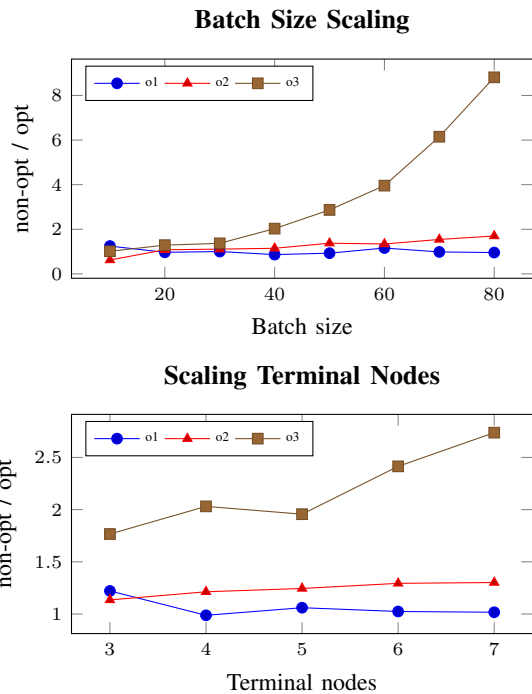 Batch Size Scaling
o1 o2 o3
8
6
4
2
0
non-opt / opt
20 40 60 80
Batch size
Scaling Terminal Nodes
o1 o2 o3
2.5
2
1.5
1
non-opt / opt
3 4 5 6 7
Terminal nodes